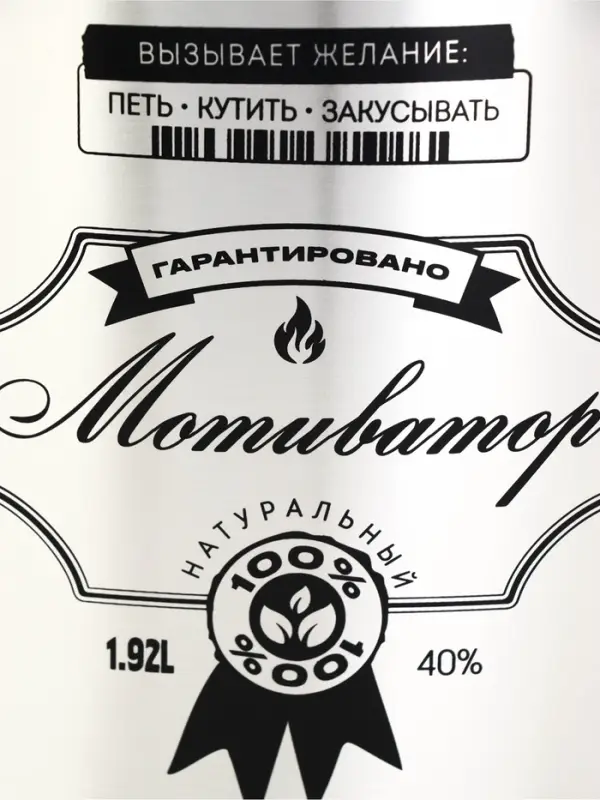 ВЫЗЫВАЕТ ЖЕЛАНИЕ:
ПЕТЬ · КУТИТЬ · ЗАКУСЫВАТЬ
ГАРАНТИРОВАНО
Мотиватор
НАТУРАЛЬНЫЙ
100%
100%
1.92L
40%